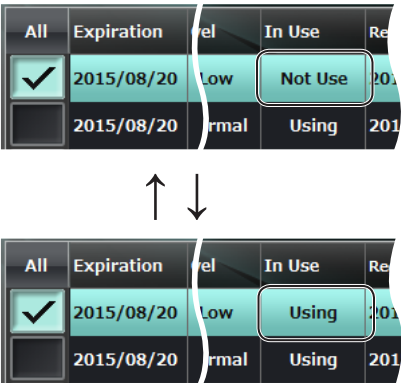 All Expiration vel In Use Re
2015/08/20 Low Not Use 201
2015/08/20 rmal Using 201
All Expiration vel In Use Re
2015/08/20 Low Using 201
2015/08/20 rmal Using 201